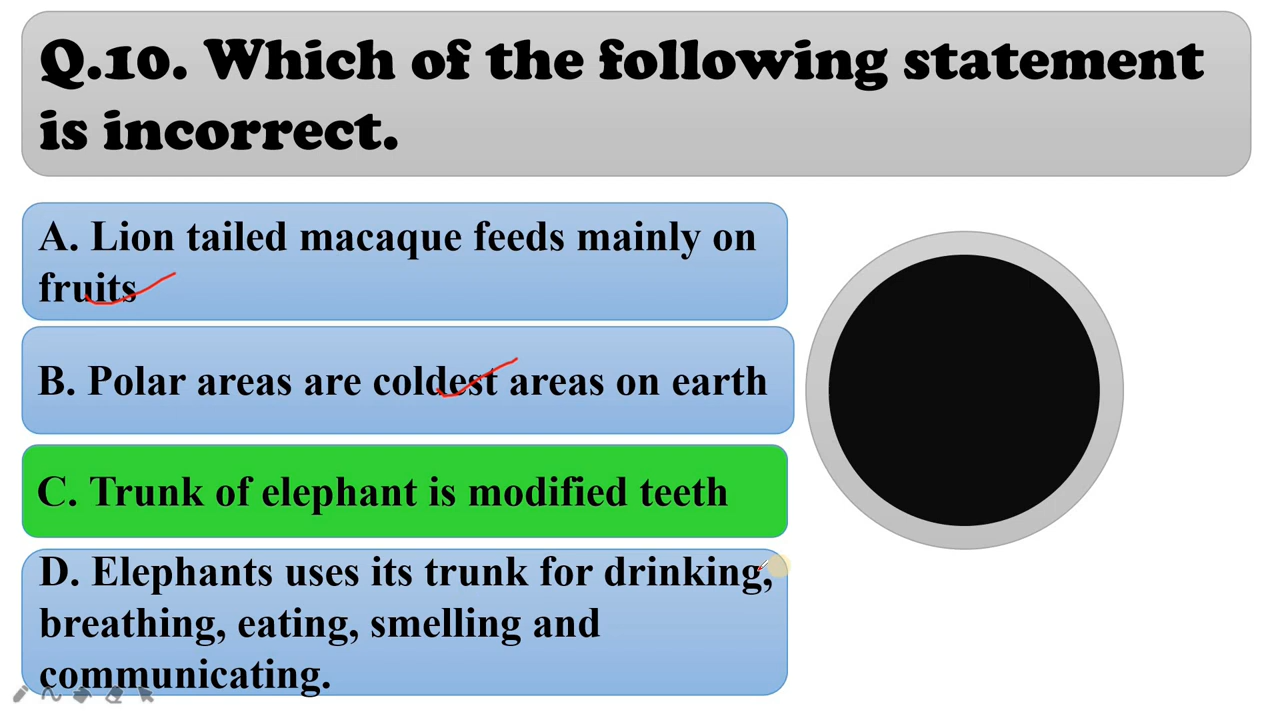 Q.10. Which of the following statement
is incorrect.
A. Lion tailed macaque feeds mainly on
fruits
B. Polar areas are coldest areas on earth
C. Trunk of elephant is modified teeth
D. Elephants uses its trunk for drinking,
breathing, eating, smelling and
communicating.